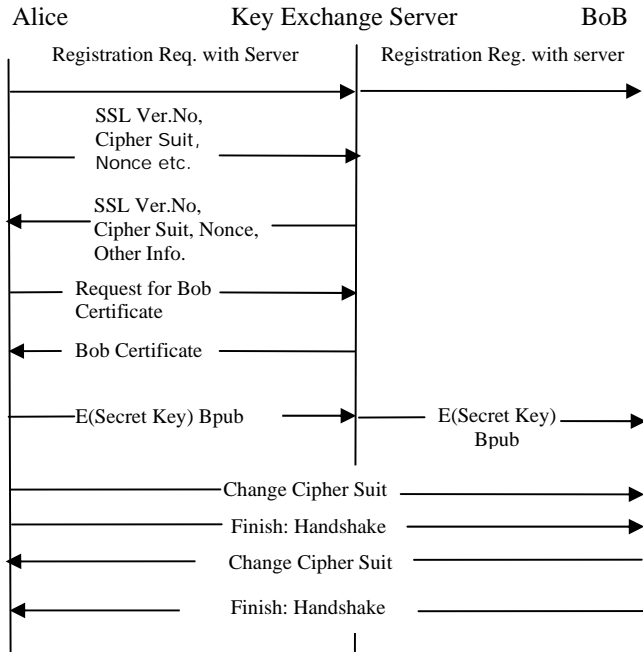 Alice Key Exchange Server BoB
Registration Req. with Server Registration Reg. with server
SSL Ver.No,
Cipher Suit,
Nonce etc.
SSL Ver.No,
Cipher Suit, Nonce,
Other Info.
Request for Bob
Certificate
Bob Certificate
E(Secret Key) Bpub E(Secret Key)
Bpub
Change Cipher Suit
Finish: Handshake
Change Cipher Suit
Finish: Handshake